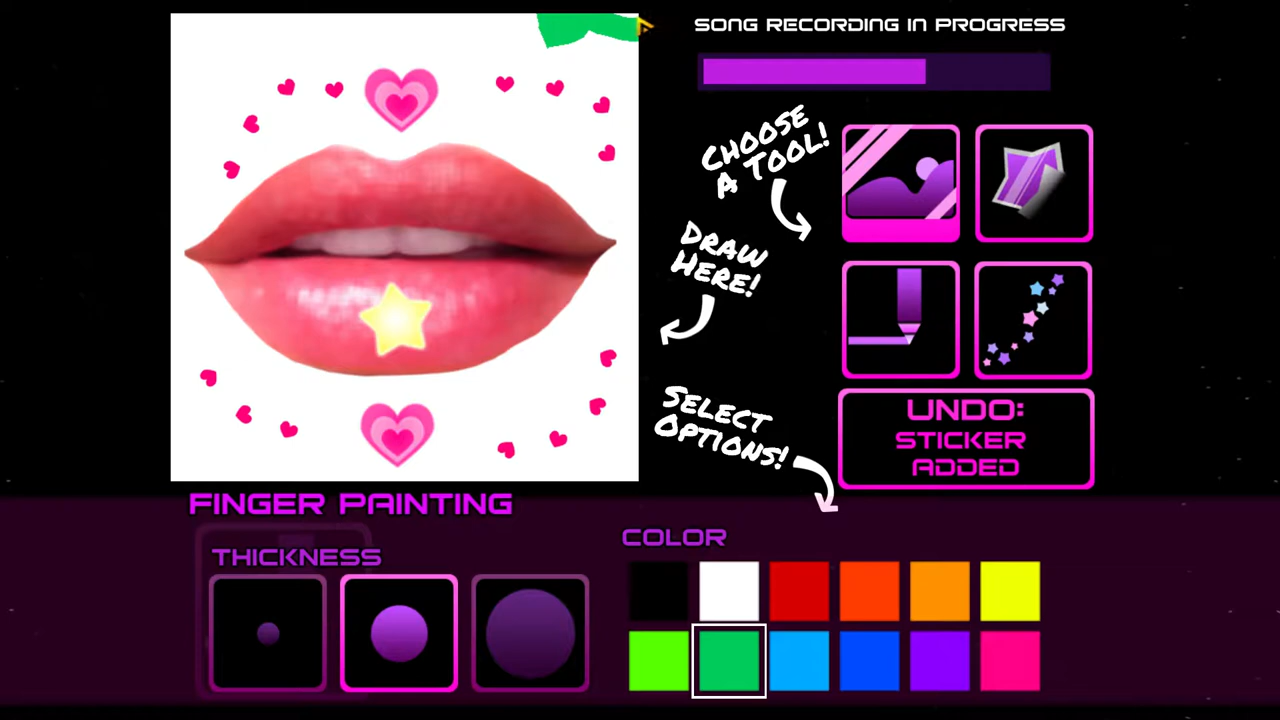 SONG RECORDING IN PROGRESS
CHOOSE
A TOOL!
DRAW
HERE!
SELECT
OPTIONS!
UNDO:
STICKER
ADDED
FINGER PAINTING
THICKNESS
COLOR